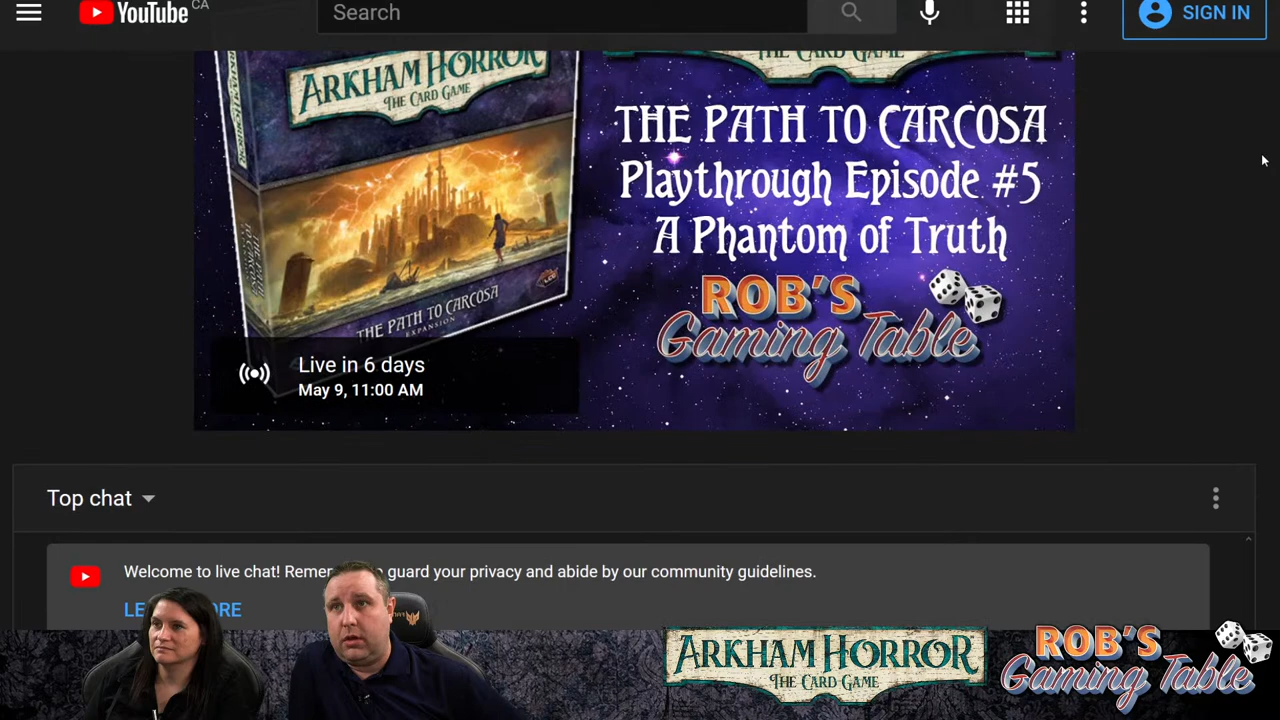 YouTube CA
Search
SIGN IN
ARKHAM HORROR
THE CARD GAME
THE PATH TO CARCOSA
EXPANSION
THE CARD GAME
THE PATH TO CARCOSA
Playthrough Episode #5
A Phantom of Truth
ROB'S
Gaming Table
Live in 6 days
May 9, 11:00 AM
Top chat
Welcome to live chat! guard your privacy and abide by our community guidelines.
ARKHAM HORROR
THE CARD GAME
ROB'S
Gaming Table